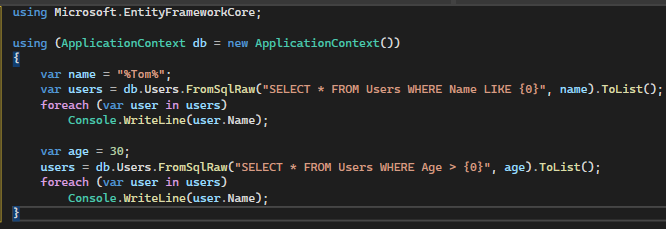 using Microsoft.EntityFrameworkCore;
using (ApplicationContext db = new ApplicationContext())
{
var name = "%Tom%";
var users = db.Users.FromSqlRaw("SELECT * FROM Users WHERE Name LIKE {0}", name).ToList();
foreach (var user in users)
Console.WriteLine(user.Name);
var age = 30;
users = db.Users.FromSqlRaw("SELECT * FROM Users WHERE Age > {0}", age).ToList();
foreach (var user in users)
Console.WriteLine(user.Name);
}